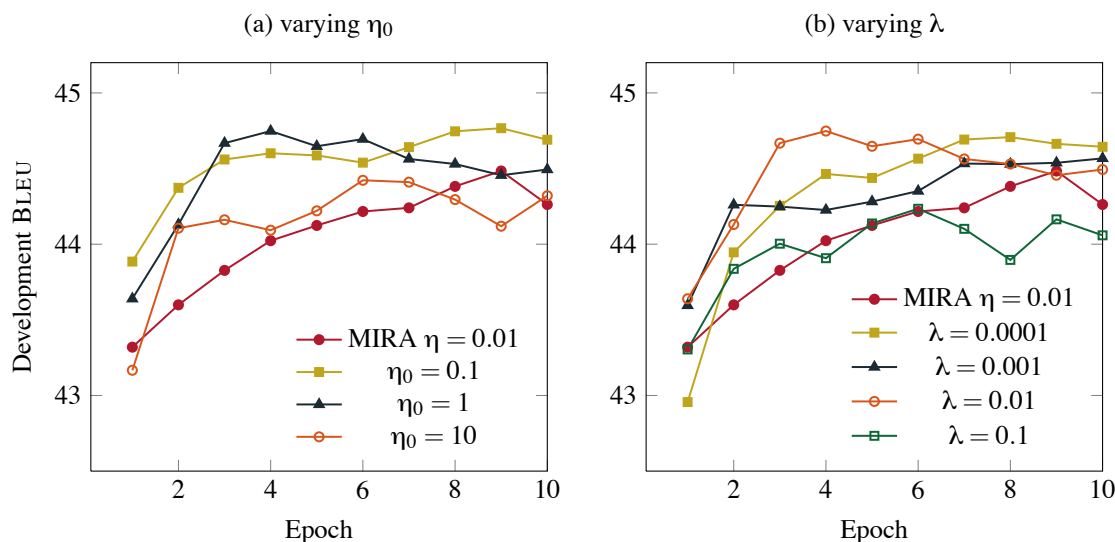 (a) varying η₀
Development BLEU
45
44
43
2
4
6
8
10
Epoch
MIRA η = 0.01
η₀ = 0.1
η₀ = 1
η₀ = 10
(b) varying λ
45
44
43
2
4
6
8
10
Epoch
MIRA η = 0.01
λ = 0.0001
λ = 0.001
λ = 0.01
λ = 0.1